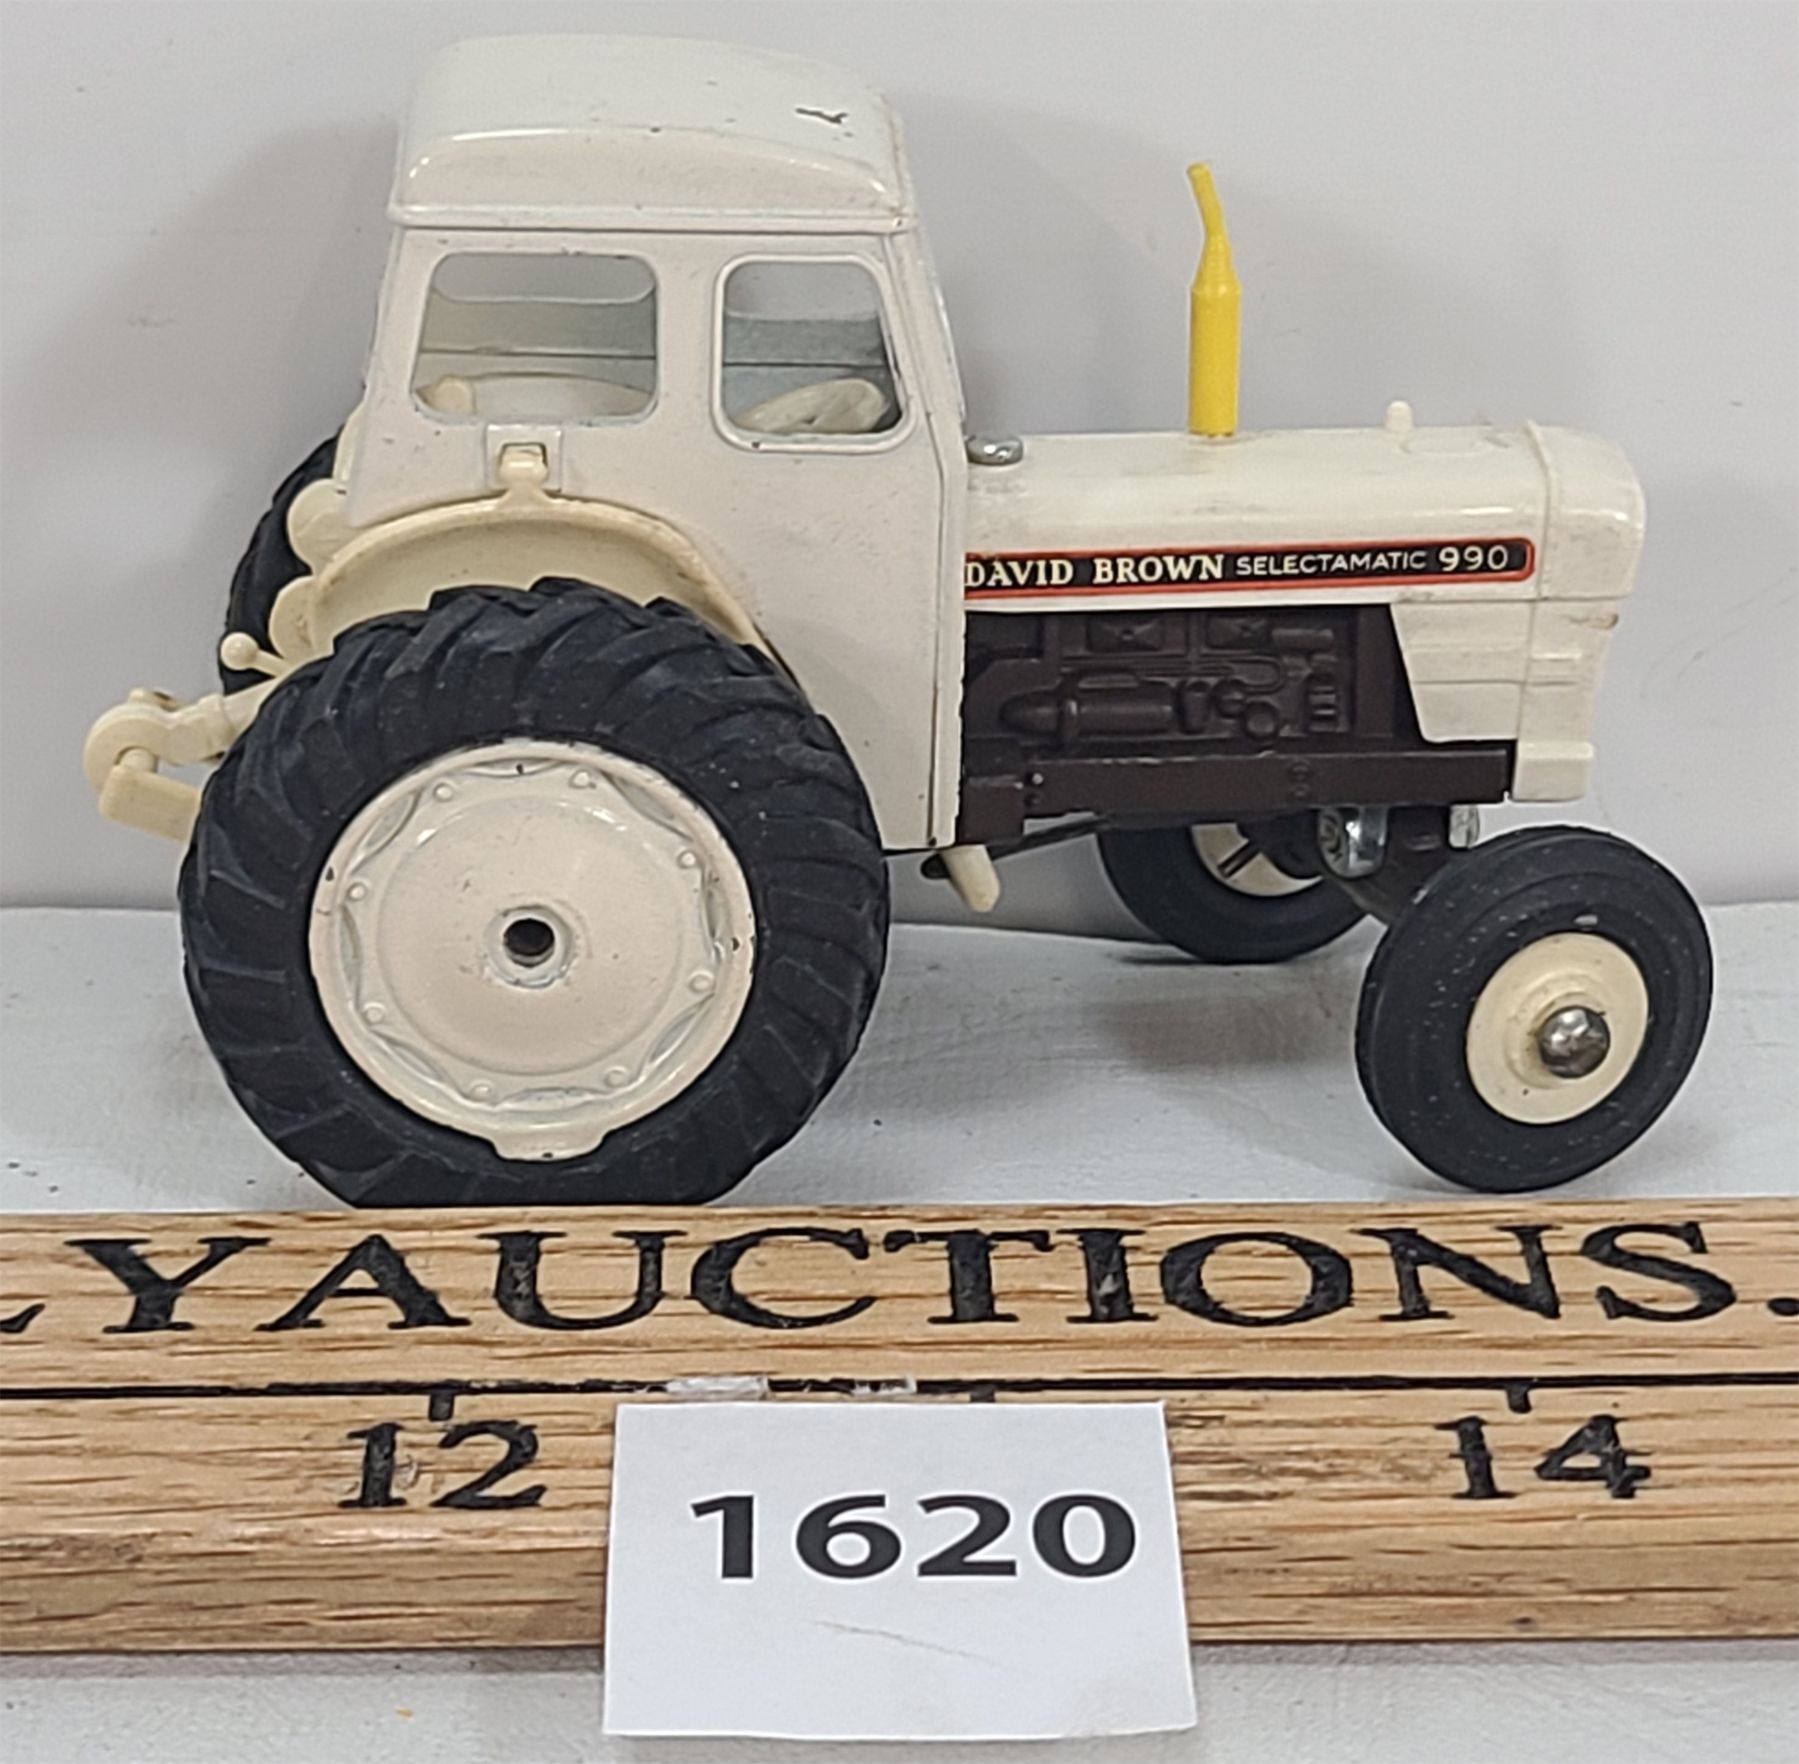 DAVID BROWN SELECTAMATIC 990
YAUCTIONS.
12 14
1620